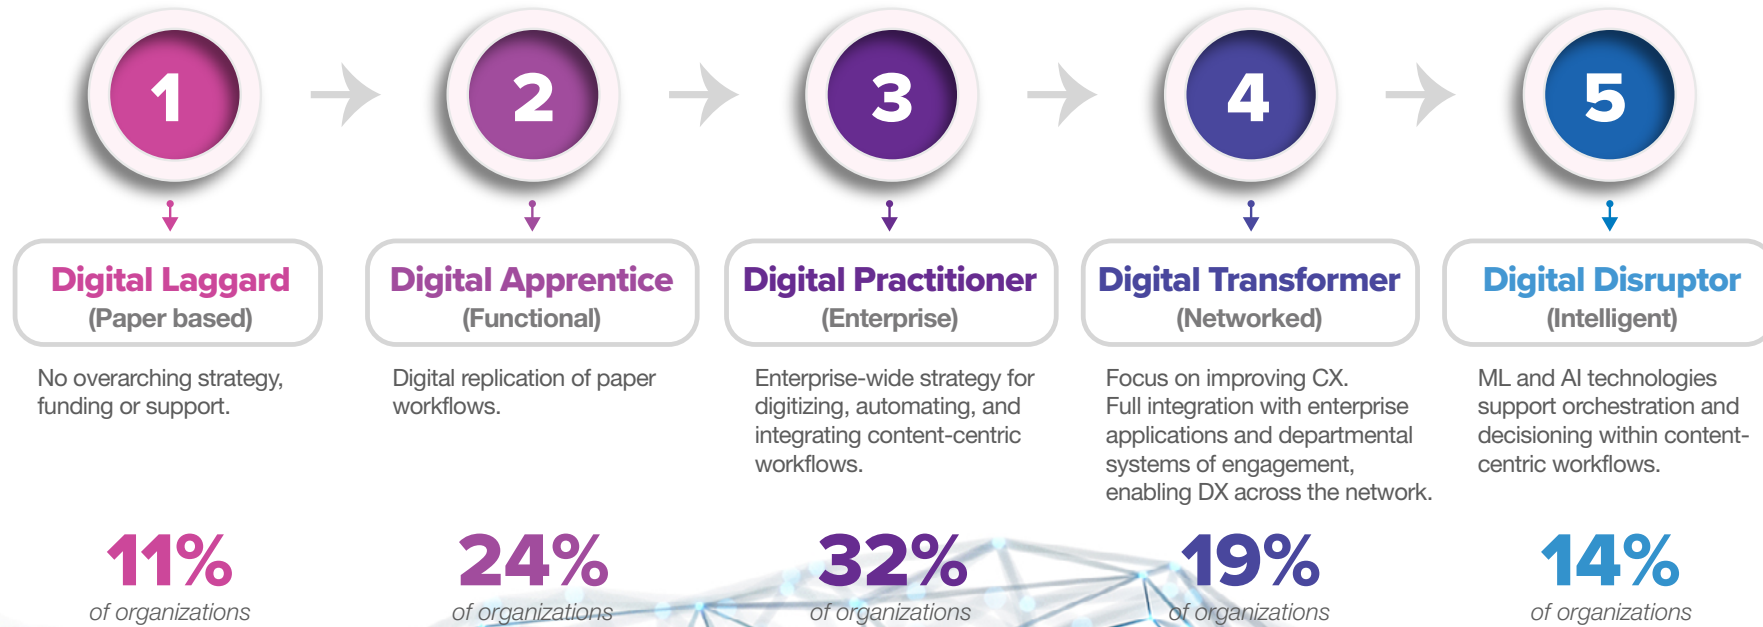 1
2
3
4
5
Digital Laggard
(Paper based)
No overarching strategy,
funding or support.
11%
of organizations
Digital Apprentice
(Functional)
Digital replication of paper
workflows.
24%
of organizations
Digital Practitioner
(Enterprise)
Enterprise-wide strategy for
digitizing, automating, and
integrating content-centric
workflows.
32%
of organizations
Digital Transformer
(Networked)
Focus on improving CX.
Full integration with enterprise
applications and departmental
systems of engagement,
enabling DX across the network.
19%
of organizations
Digital Disruptor
(Intelligent)
ML and AI technologies
support orchestration and
decisioning within content-
centric workflows.
14%
of organizations